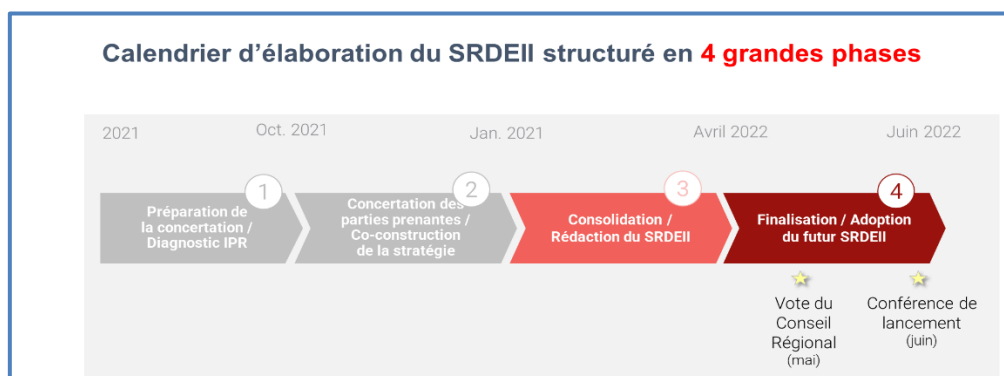 Calendrier d’élaboration du SRDEII structuré en 4 grandes phases
2021
Oct. 2021
Jan. 2021
Avril 2022
Juin 2022
1
Préparation de
la concertation /
Diagnostic IPR
2
Concertation des
parties prenantes /
Co-construction
de la stratégie
3
Consolidation /
Rédaction du SRDEII
4
Finalisation / Adoption
du futur SRDEII
Vote du
Conseil
Régional
(mai)
Conférence de
lancement
(juin)